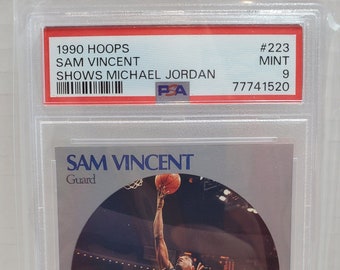 1990 HOOPS #223
SAM VINCENT MINT
SHOWS MICHAEL JORDAN 9
PSA 77741520
SAM VINCENT
Guard